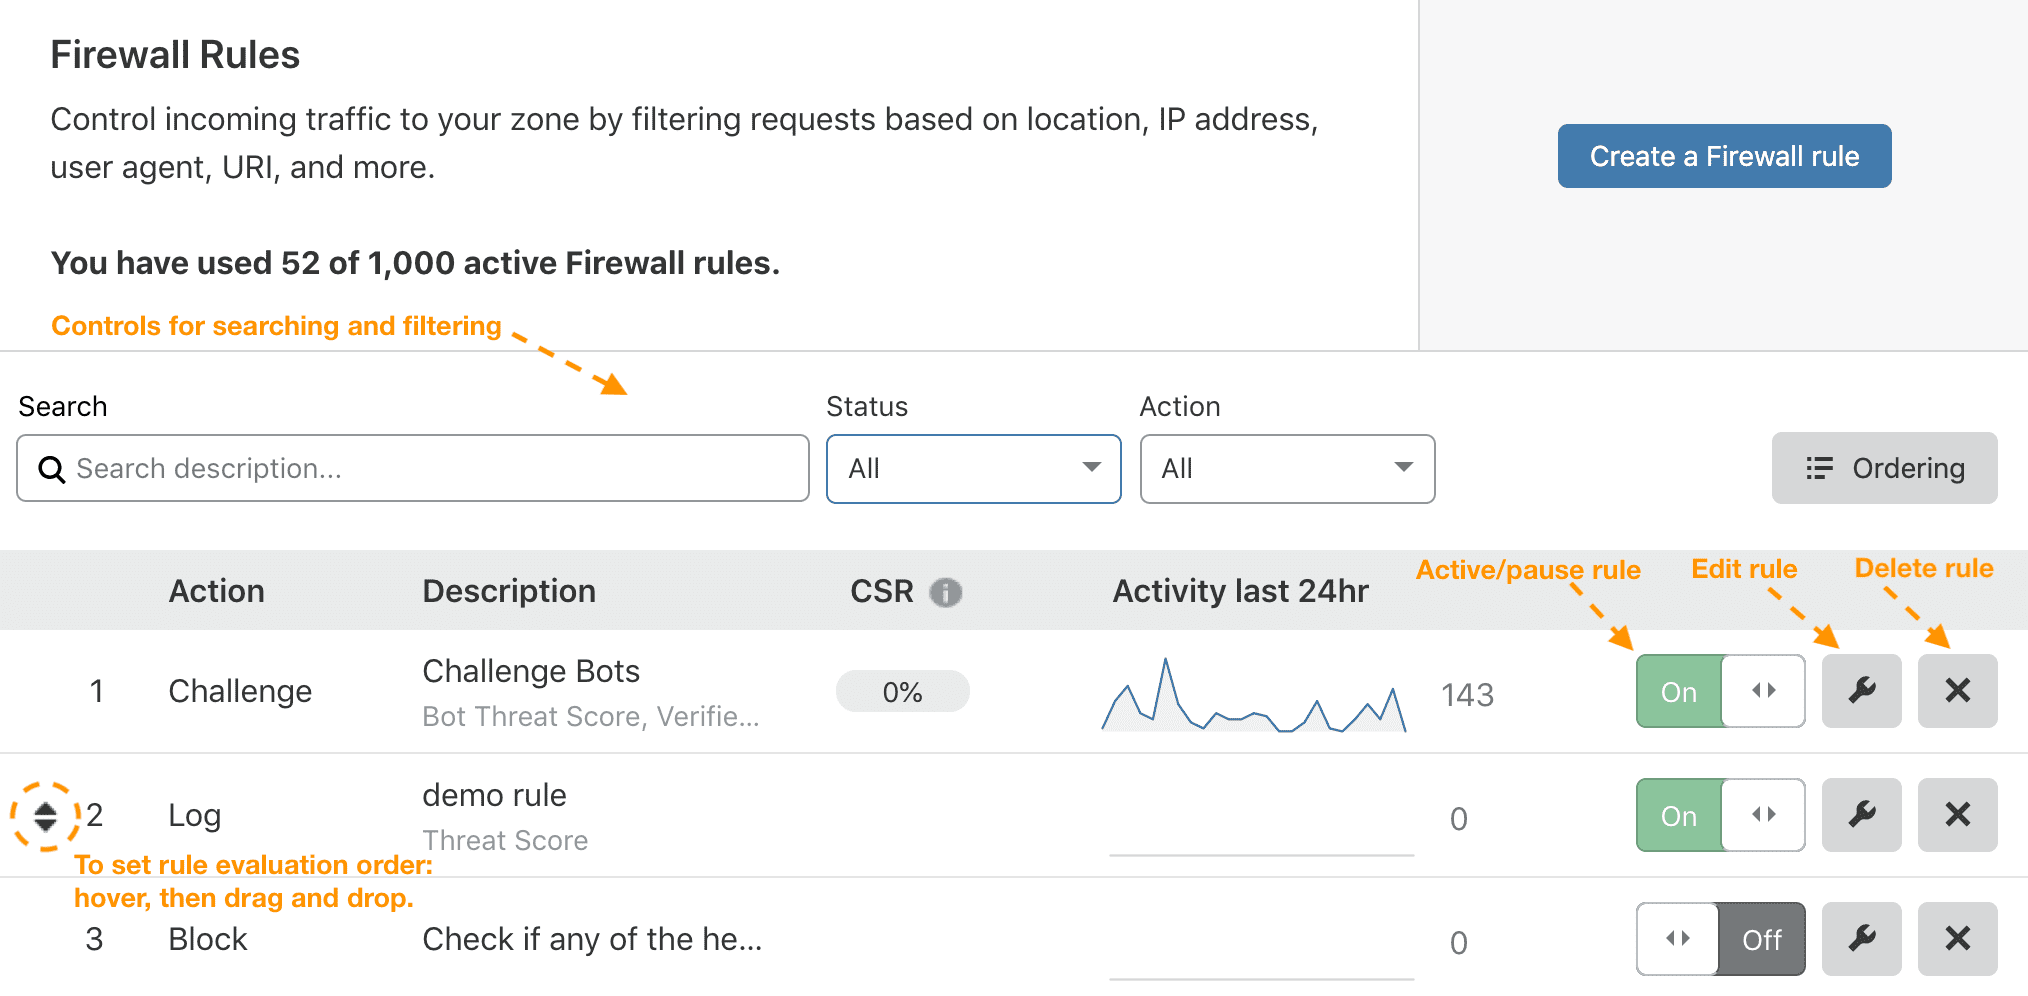 Firewall Rules
Control incoming traffic to your zone by filtering requests based on location, IP address,
user agent, URI, and more.
Create a Firewall rule
You have used 52 of 1,000 active Firewall rules.
Controls for searching and filtering
Search
Status
Action
Search description...
All
All
Ordering
Active/pause rule
Edit rule
Delete rule
Action
Description
CSR
Activity last 24hr
1
Challenge
Challenge Bots
Bot Threat Score, Verifie...
0%
143
On
2
Log
demo rule
Threat Score
0
On
To set rule evaluation order:
hover, then drag and drop.
3
Block
Check if any of the he...
0
Off